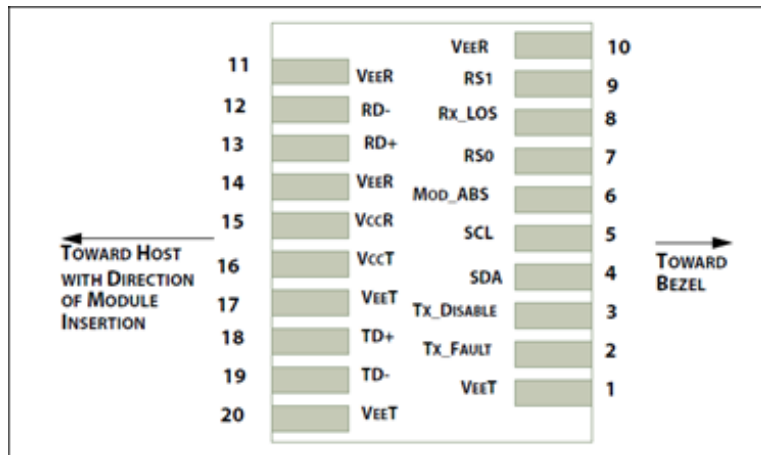 11 VEER
12 RD-
13 RD+
14 VEER
15 VCCR
16 VCCT
17 VEET
18 TD+
19 TD-
20 VEET
VEER 10
RS1 9
RX_LOS 8
RS0 7
MOD_ABS 6
SCL 5
SDA 4
TX_DISABLE 3
TX_FAULT 2
VEET 1
TOWARD HOST
WITH DIRECTION
OF MODULE
INSERTION
TOWARD
BEZEL